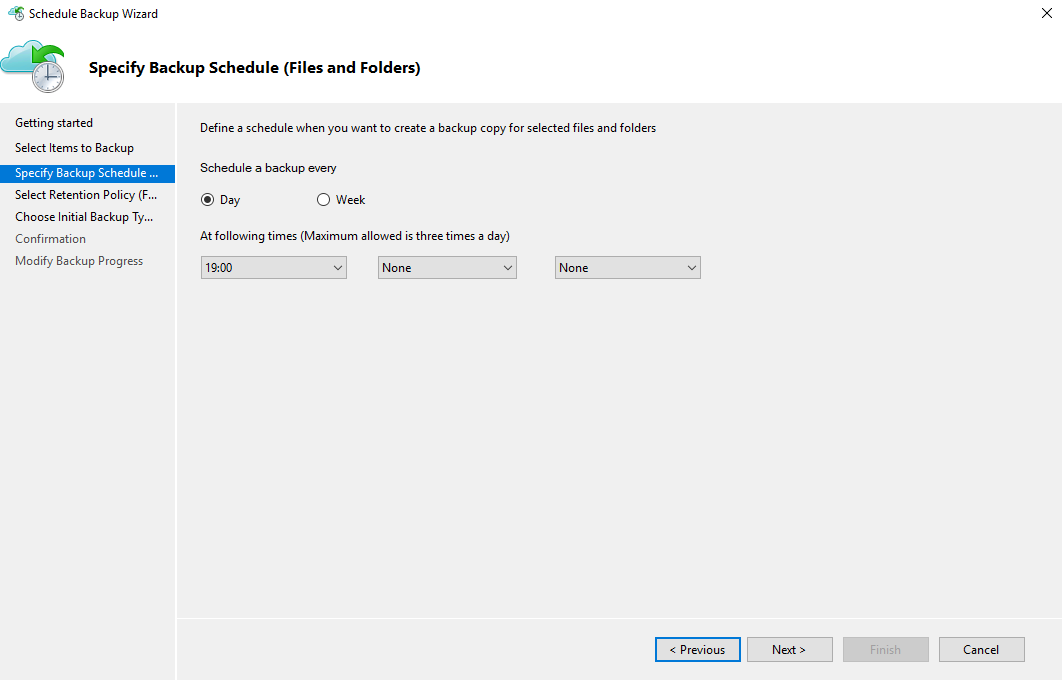 Schedule Backup Wizard
Specify Backup Schedule (Files and Folders)
Getting started
Select Items to Backup
Specify Backup Schedule ...
Select Retention Policy (F...
Choose Initial Backup Ty...
Confirmation
Modify Backup Progress
Define a schedule when you want to create a backup copy for selected files and folders
Schedule a backup every
Day Week
At following times (Maximum allowed is three times a day)
19:00 None None
< Previous Next > Finish Cancel